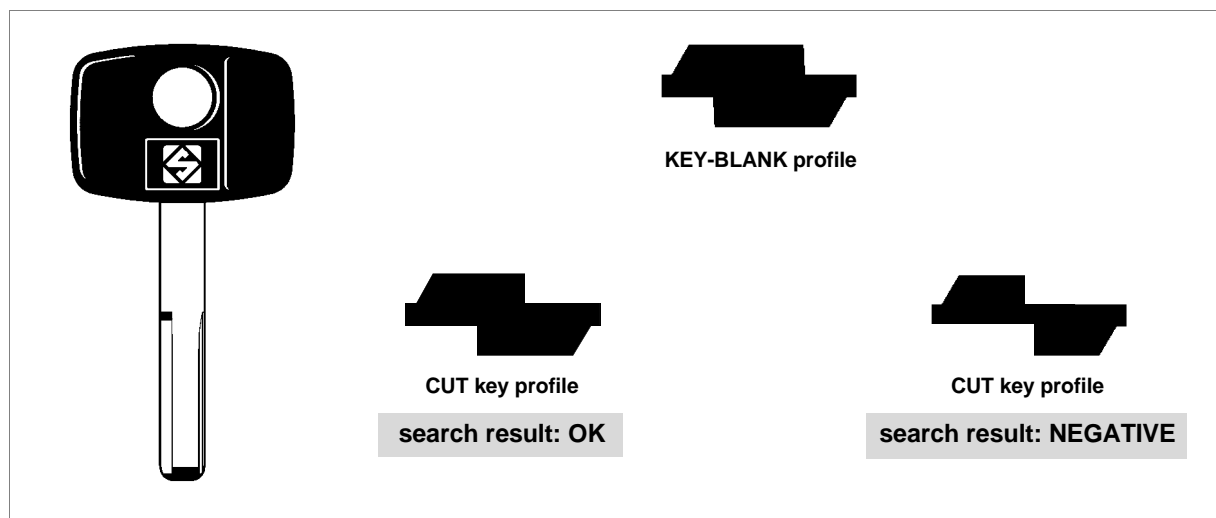 KEY-BLANK profile
CUT key profile
CUT key profile
search result: OK
search result: NEGATIVE